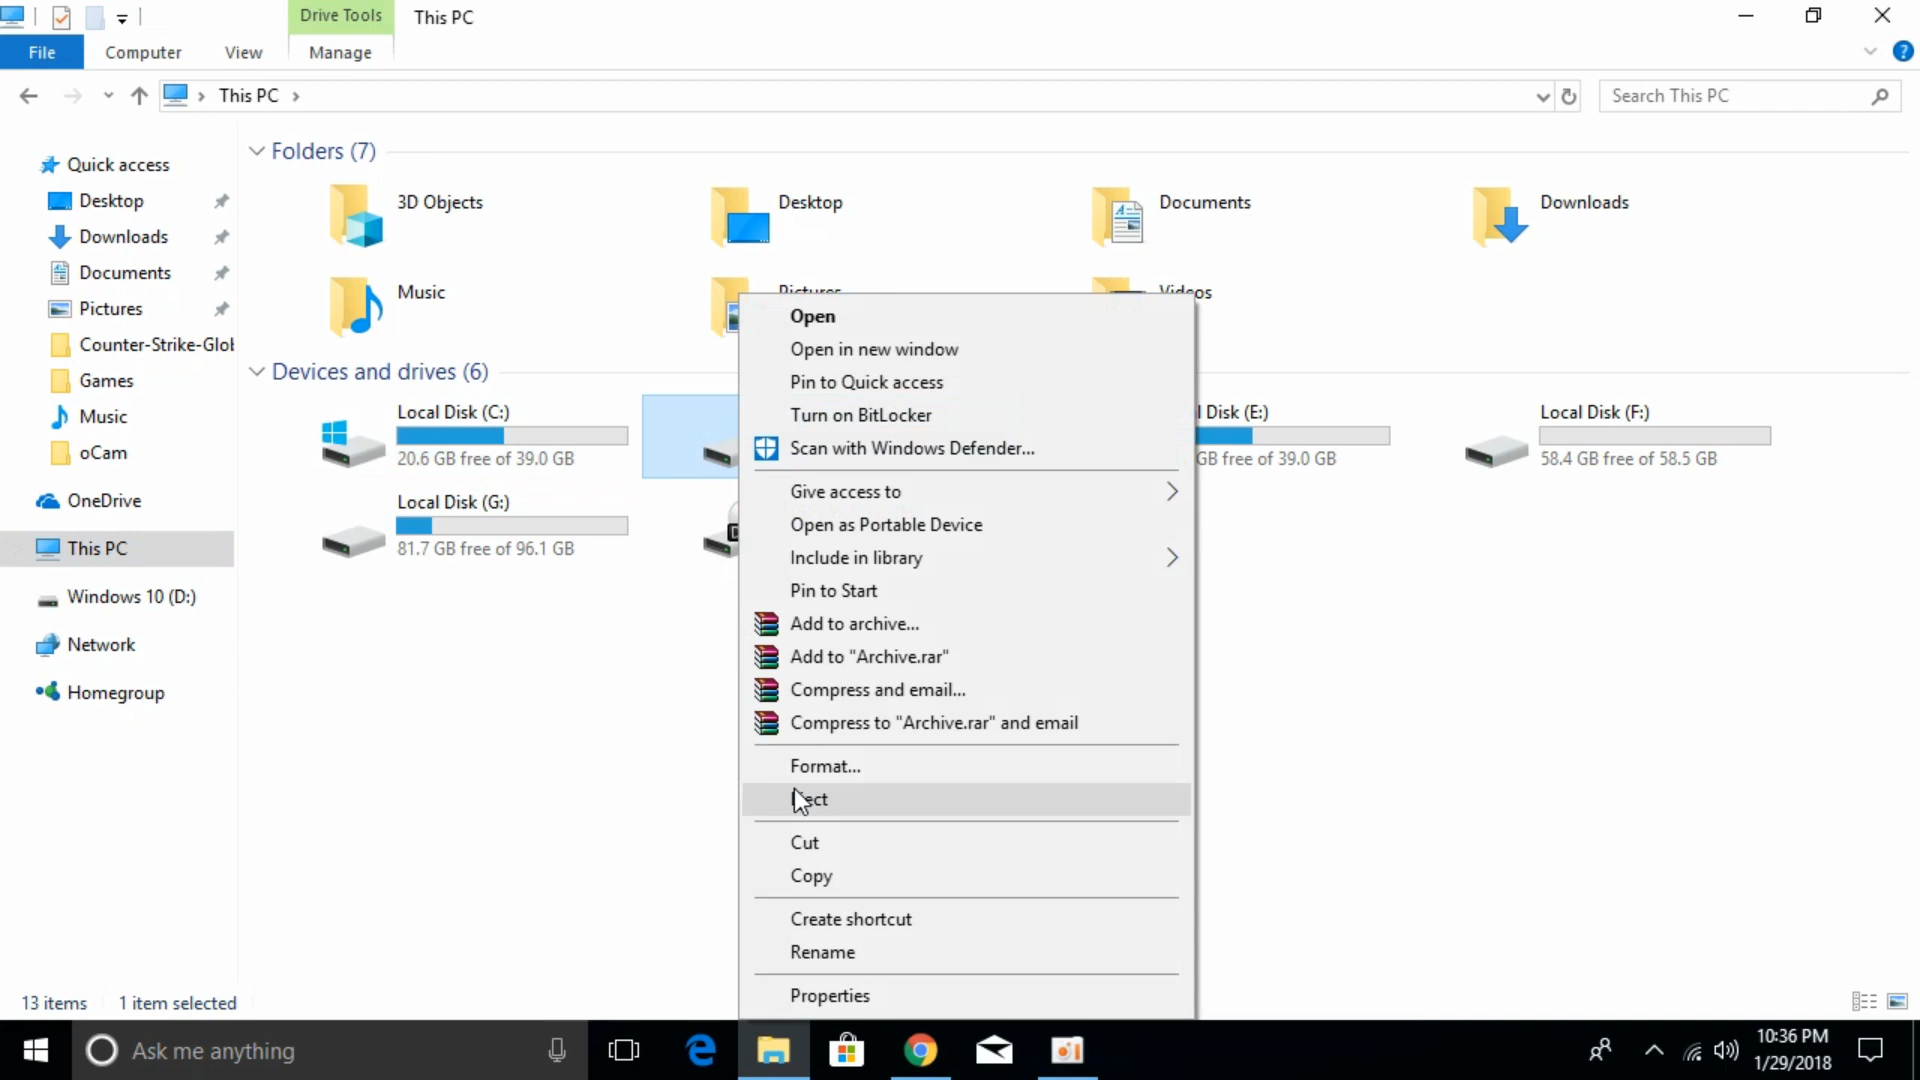 Drive Tools
This PC
File
Computer
View
Manage
This PC
Search This PC
Quick access
Desktop
Downloads
Documents
Pictures
Counter-Strike-Glo
Games
Music
oCam
OneDrive
This PC
Windows 10 (D:)
Network
Homegroup
Folders (7)
3D Objects
Desktop
Documents
Downloads
Music
Pictures
Videos
Devices and drives (6)
Local Disk (C:)
20.6 GB free of 39.0 GB
l Disk (E:)
GB free of 39.0 GB
Local Disk (F:)
58.4 GB free of 58.5 GB
Local Disk (G:)
81.7 GB free of 96.1 GB
Open
Open in new window
Pin to Quick access
Turn on BitLocker
Scan with Windows Defender...
Give access to
Open as Portable Device
Include in library
Pin to Start
Add to archive...
Add to "Archive.rar"
Compress and email...
Compress to "Archive.rar" and email
Format...
Eject
Cut
Copy
Create shortcut
Rename
Properties
13 items
1 item selected
Ask me anything
10:36 PM
1/29/2018